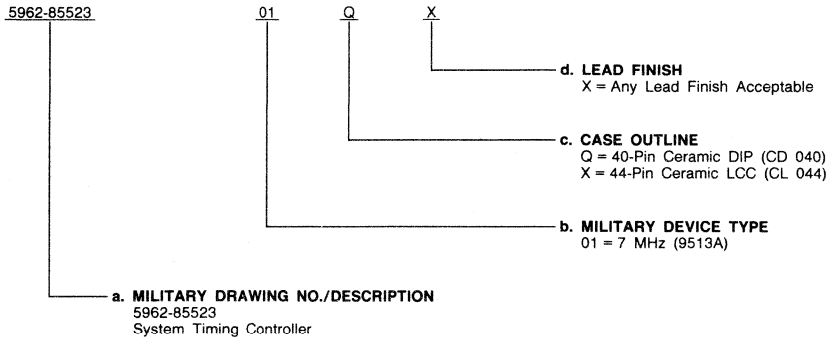 5962-85523 01 Q X
d. LEAD FINISH
X = Any Lead Finish Acceptable
c. CASE OUTLINE
Q = 40-Pin Ceramic DIP (CD 040)
X = 44-Pin Ceramic LCC (CL 044)
b. MILITARY DEVICE TYPE
01 = 7 MHz (9513A)
a. MILITARY DRAWING NO./DESCRIPTION
5962-85523
System Timing Controller